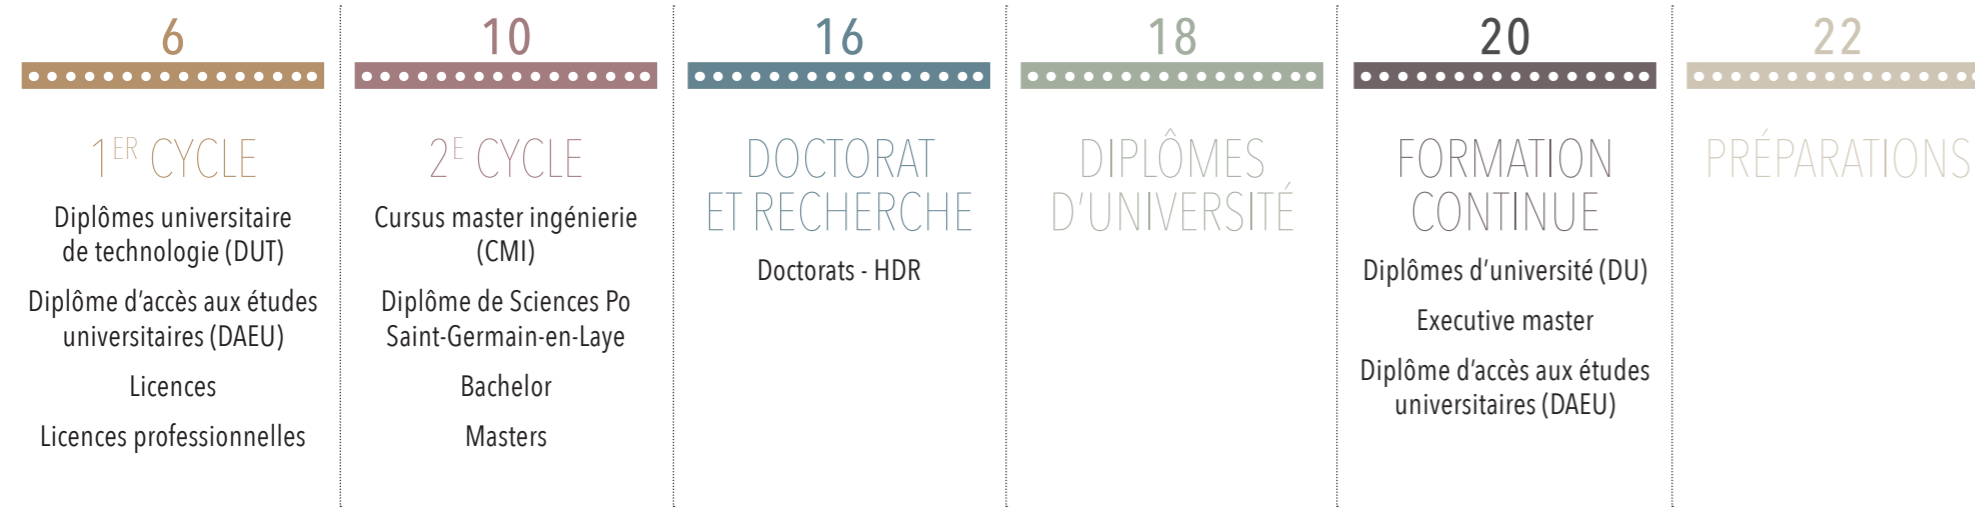 6
1ER CYCLE
Diplômes universitaire
de technologie (DUT)
Diplôme d’accès aux études
universitaires (DAEU)
Licences
Licences professionnelles
10
2E CYCLE
Cursus master ingénierie
(CMI)
Diplôme de Sciences Po
Saint-Germain-en-Laye
Bachelor
Masters
16
DOCTORAT
ET RECHERCHE
Doctorats - HDR
18
DIPLÔMES
D’UNIVERSITÉ
20
FORMATION
CONTINUE
Diplômes d’université (DU)
Executive master
Diplôme d’accès aux études
universitaires (DAEU)
22
PRÉPARATIONS